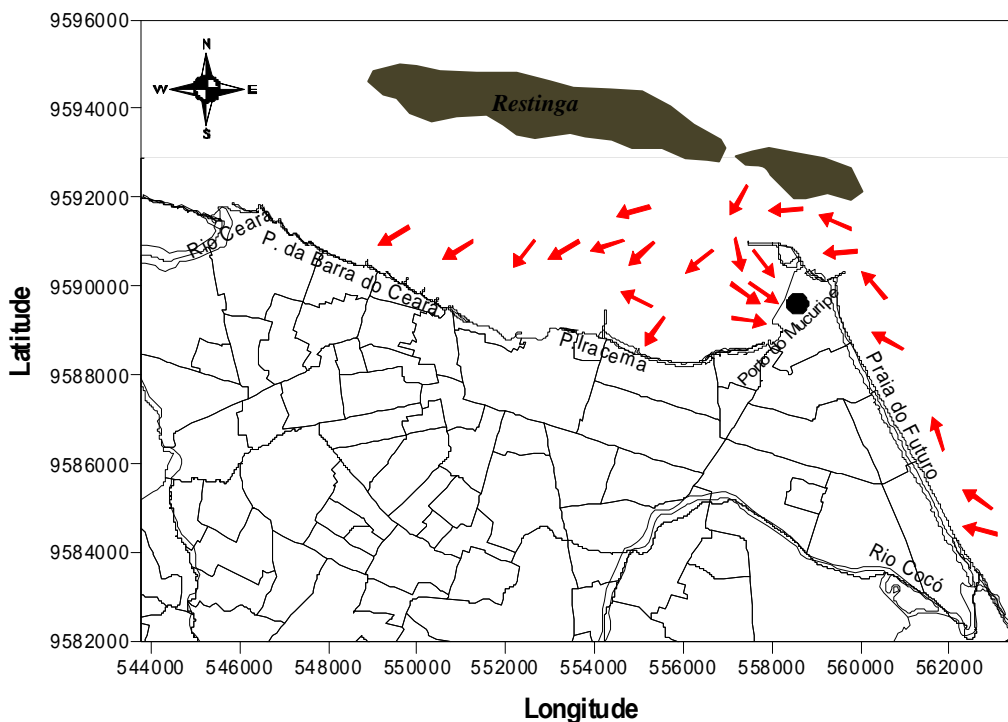 9596000
N
W E
S
9594000
Restinga
9592000
Rio Ceará
P. da Barra do Ceará
9590000
Porto do Mucuripe
P.Iracema
Praia do Futuro
9588000
9586000
9584000
Rio Cocó
9582000
544000 546000 548000 550000 552000 554000 556000 558000 560000 562000
Latitude
Longitude